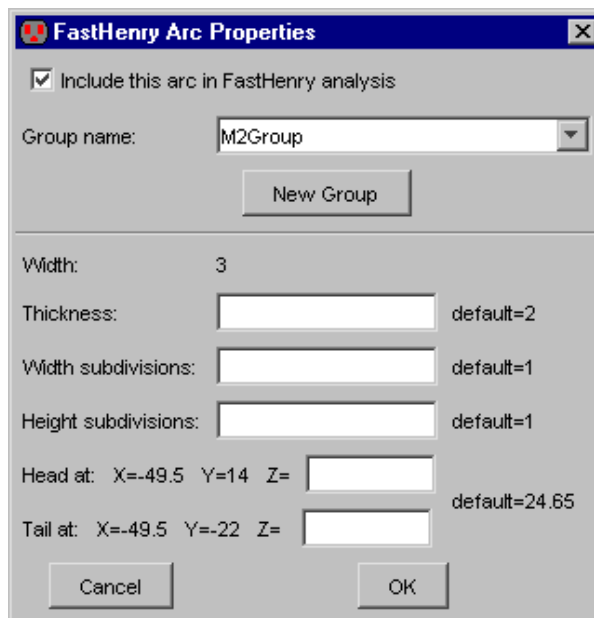 FastHenry Arc Properties
Include this arc in FastHenry analysis
Group name: M2Group
New Group
Width: 3
Thickness: default=2
Width subdivisions: default=1
Height subdivisions: default=1
Head at: X=-49.5 Y=14 Z=
default=24.65
Tail at: X=-49.5 Y=-22 Z=
Cancel OK